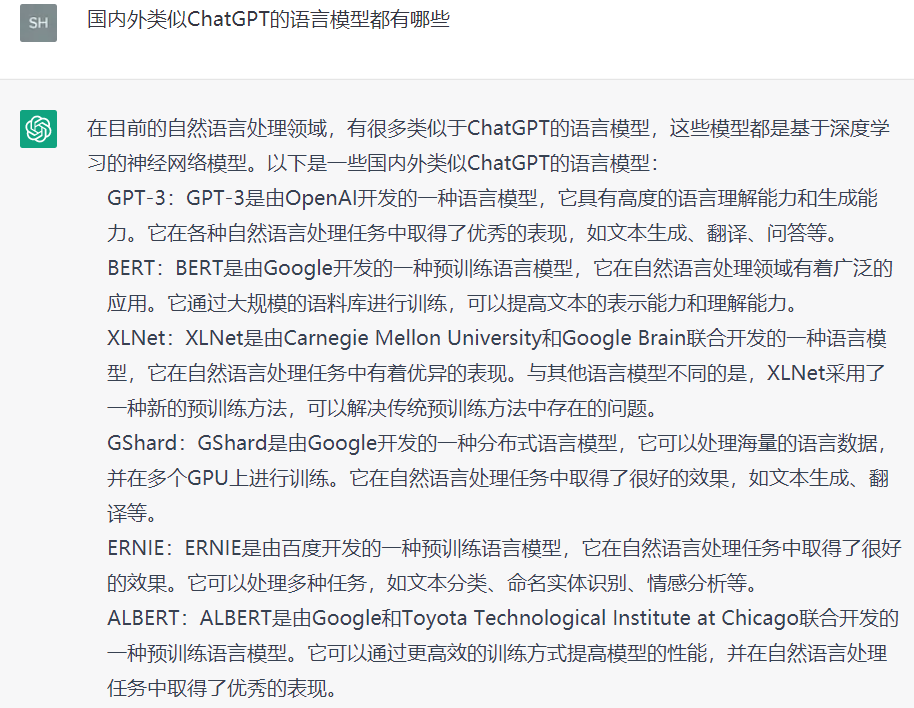 SH
国内外类似ChatGPT的语言模型都有哪些
在目前的自然语言处理领域，有很多类似于ChatGPT的语言模型，这些模型都是基于深度学
习的神经网络模型。以下是一些国内外类似ChatGPT的语言模型：
GPT-3：GPT-3是由OpenAI开发的一种语言模型，它具有高度的语言理解能力和生成能
力。它在各种自然语言处理任务中取得了优秀的表现，如文本生成、翻译、问答等。
BERT：BERT是由Google开发的一种预训练语言模型，它在自然语言处理领域有着广泛的
应用。它通过大规模的语料库进行训练，可以提高文本的表示能力和理解能力。
XLNet：XLNet是由Carnegie Mellon University和Google Brain联合开发的一种语言模
型，它在自然语言处理任务中有着优异的表现。与其他语言模型不同的是，XLNet采用了
一种新的预训练方法，可以解决传统预训练方法中存在的问题。
GShard：GShard是由Google开发的一种分布式语言模型，它可以处理海量的语言数据，
并在多个GPU上进行训练。它在自然语言处理任务中取得了很好的效果，如文本生成、翻
译等。
ERNIE：ERNIE是由百度开发的一种预训练语言模型，它在自然语言处理任务中取得了很好
的效果。它可以处理多种任务，如文本分类、命名实体识别、情感分析等。
ALBERT：ALBERT是由Google和Toyota Technological Institute at Chicago联合开发的
一种预训练语言模型。它可以通过更高效的训练方式提高模型的性能，并在自然语言处理
任务中取得了优秀的表现。